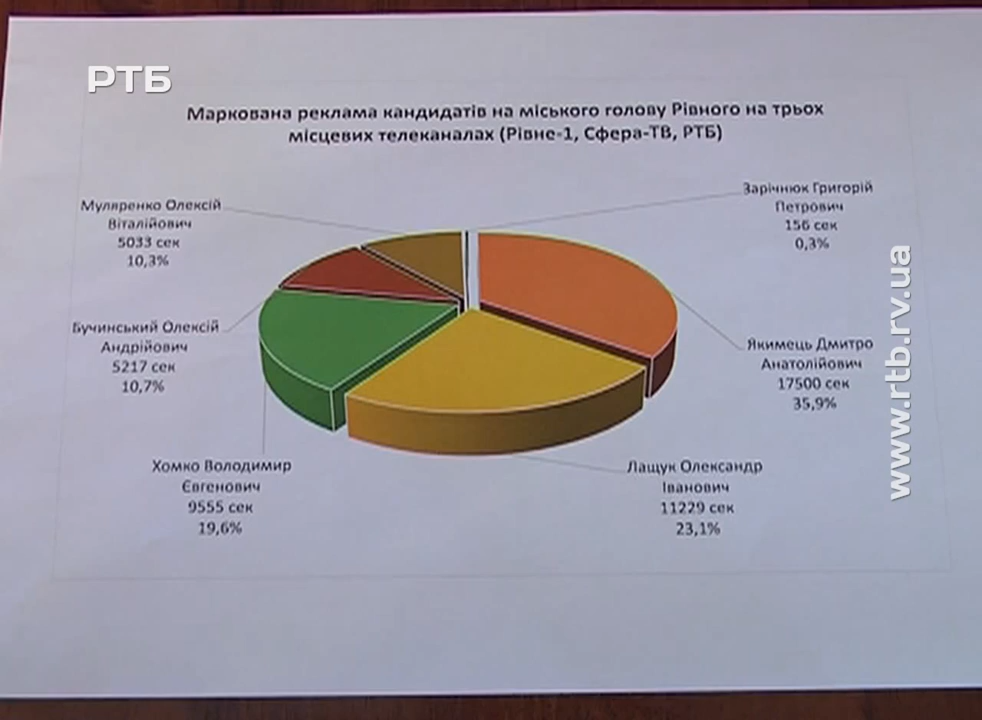 РТБ
Маркована реклама кандидатів на міського голову Рівного на трьох
місцевих телеканалах (Рівне-1, Сфера-ТВ, РТБ)
Муляренко Олексій
Віталійович
5033 сек
10,3%
Зарічнюк Григорій
Петрович
156 сек
0,3%
Бучинський Олексій
Андрійович
5217 сек
10,7%
Якимець Дмитро
Анатолійович
17500 сек
35,9%
Хомко Володимир
Євгенович
9555 сек
19,6%
Лащук Олександр
Іванович
11229 сек
23,1%
www.rtb.rv.ua